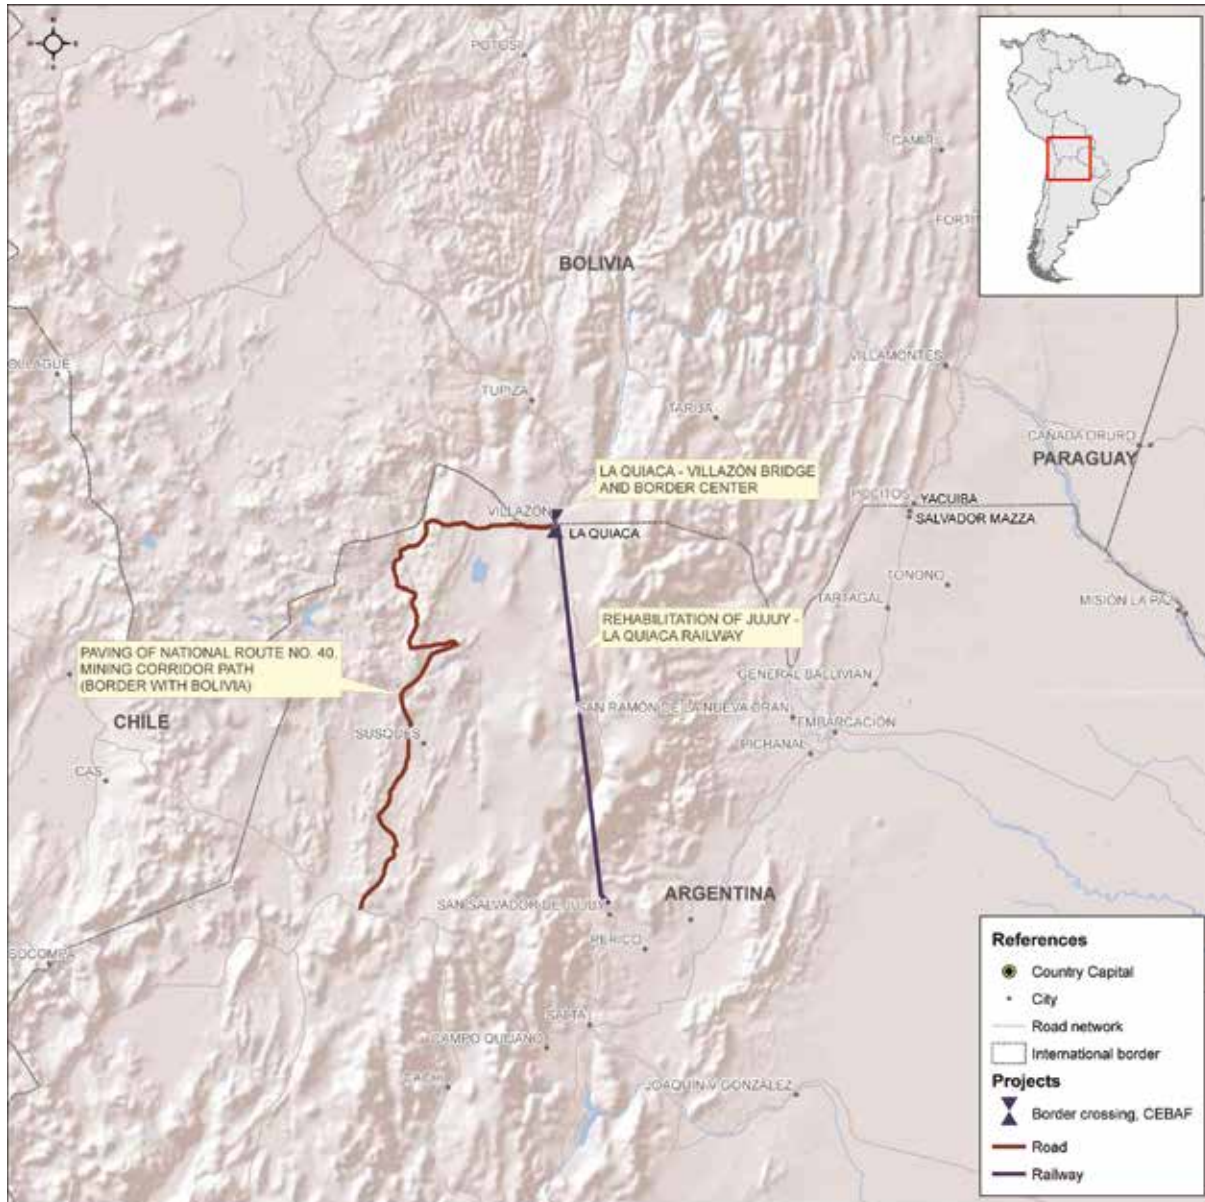 POTOSÍ
CAMIRI
FORTÍN
BOLIVIA
OLLAGÜE
VILLAMONTES
TUPIZA
TARIJA
CAÑADA ORURO
PARAGUAY
LA QUIACA - VILLAZÓN BRIDGE
AND BORDER CENTER
POCITOS
YACUIBA
VILLAZÓN
SALVADOR MAZZA
LA QUIACA
TONONO
TARTAGAL
MISIÓN LA PAZ
REHABILITATION OF JUJUY -
LA QUIACA RAILWAY
PAVING OF NATIONAL ROUTE NO. 40,
MINING CORRIDOR PATH
(BORDER WITH BOLIVIA)
GENERAL BALLIVIÁN
SAN RAMÓN DE LA NUEVA ORÁN
CHILE
EMBARCACIÓN
SUSQUES
PICHANAL
CAS
ARGENTINA
SAN SALVADOR DE JUJUY
PERICO
SOCOMPA
SALTA
CAMPO QUIJANO
CACHI
JOAQUÍN V GONZÁLEZ
References
Country Capital
City
Road network
International border
Projects
Border crossing, CEBAF
Road
Railway